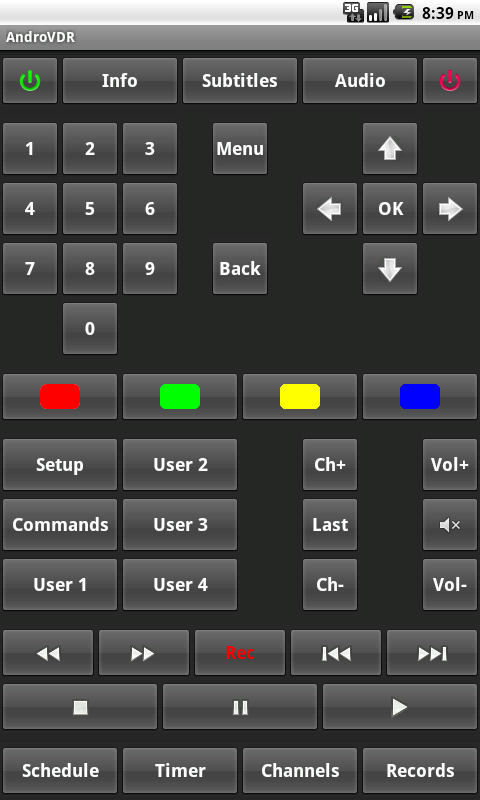 3G 8:39 PM
AndroVDR
Info Subtitles Audio
1 2 3 Menu
4 5 6 OK
7 8 9 Back
0
Setup User 2 Ch+ Vol+
Commands User 3 Last
User 1 User 4 Ch- Vol-
Rec
Schedule Timer Channels Records